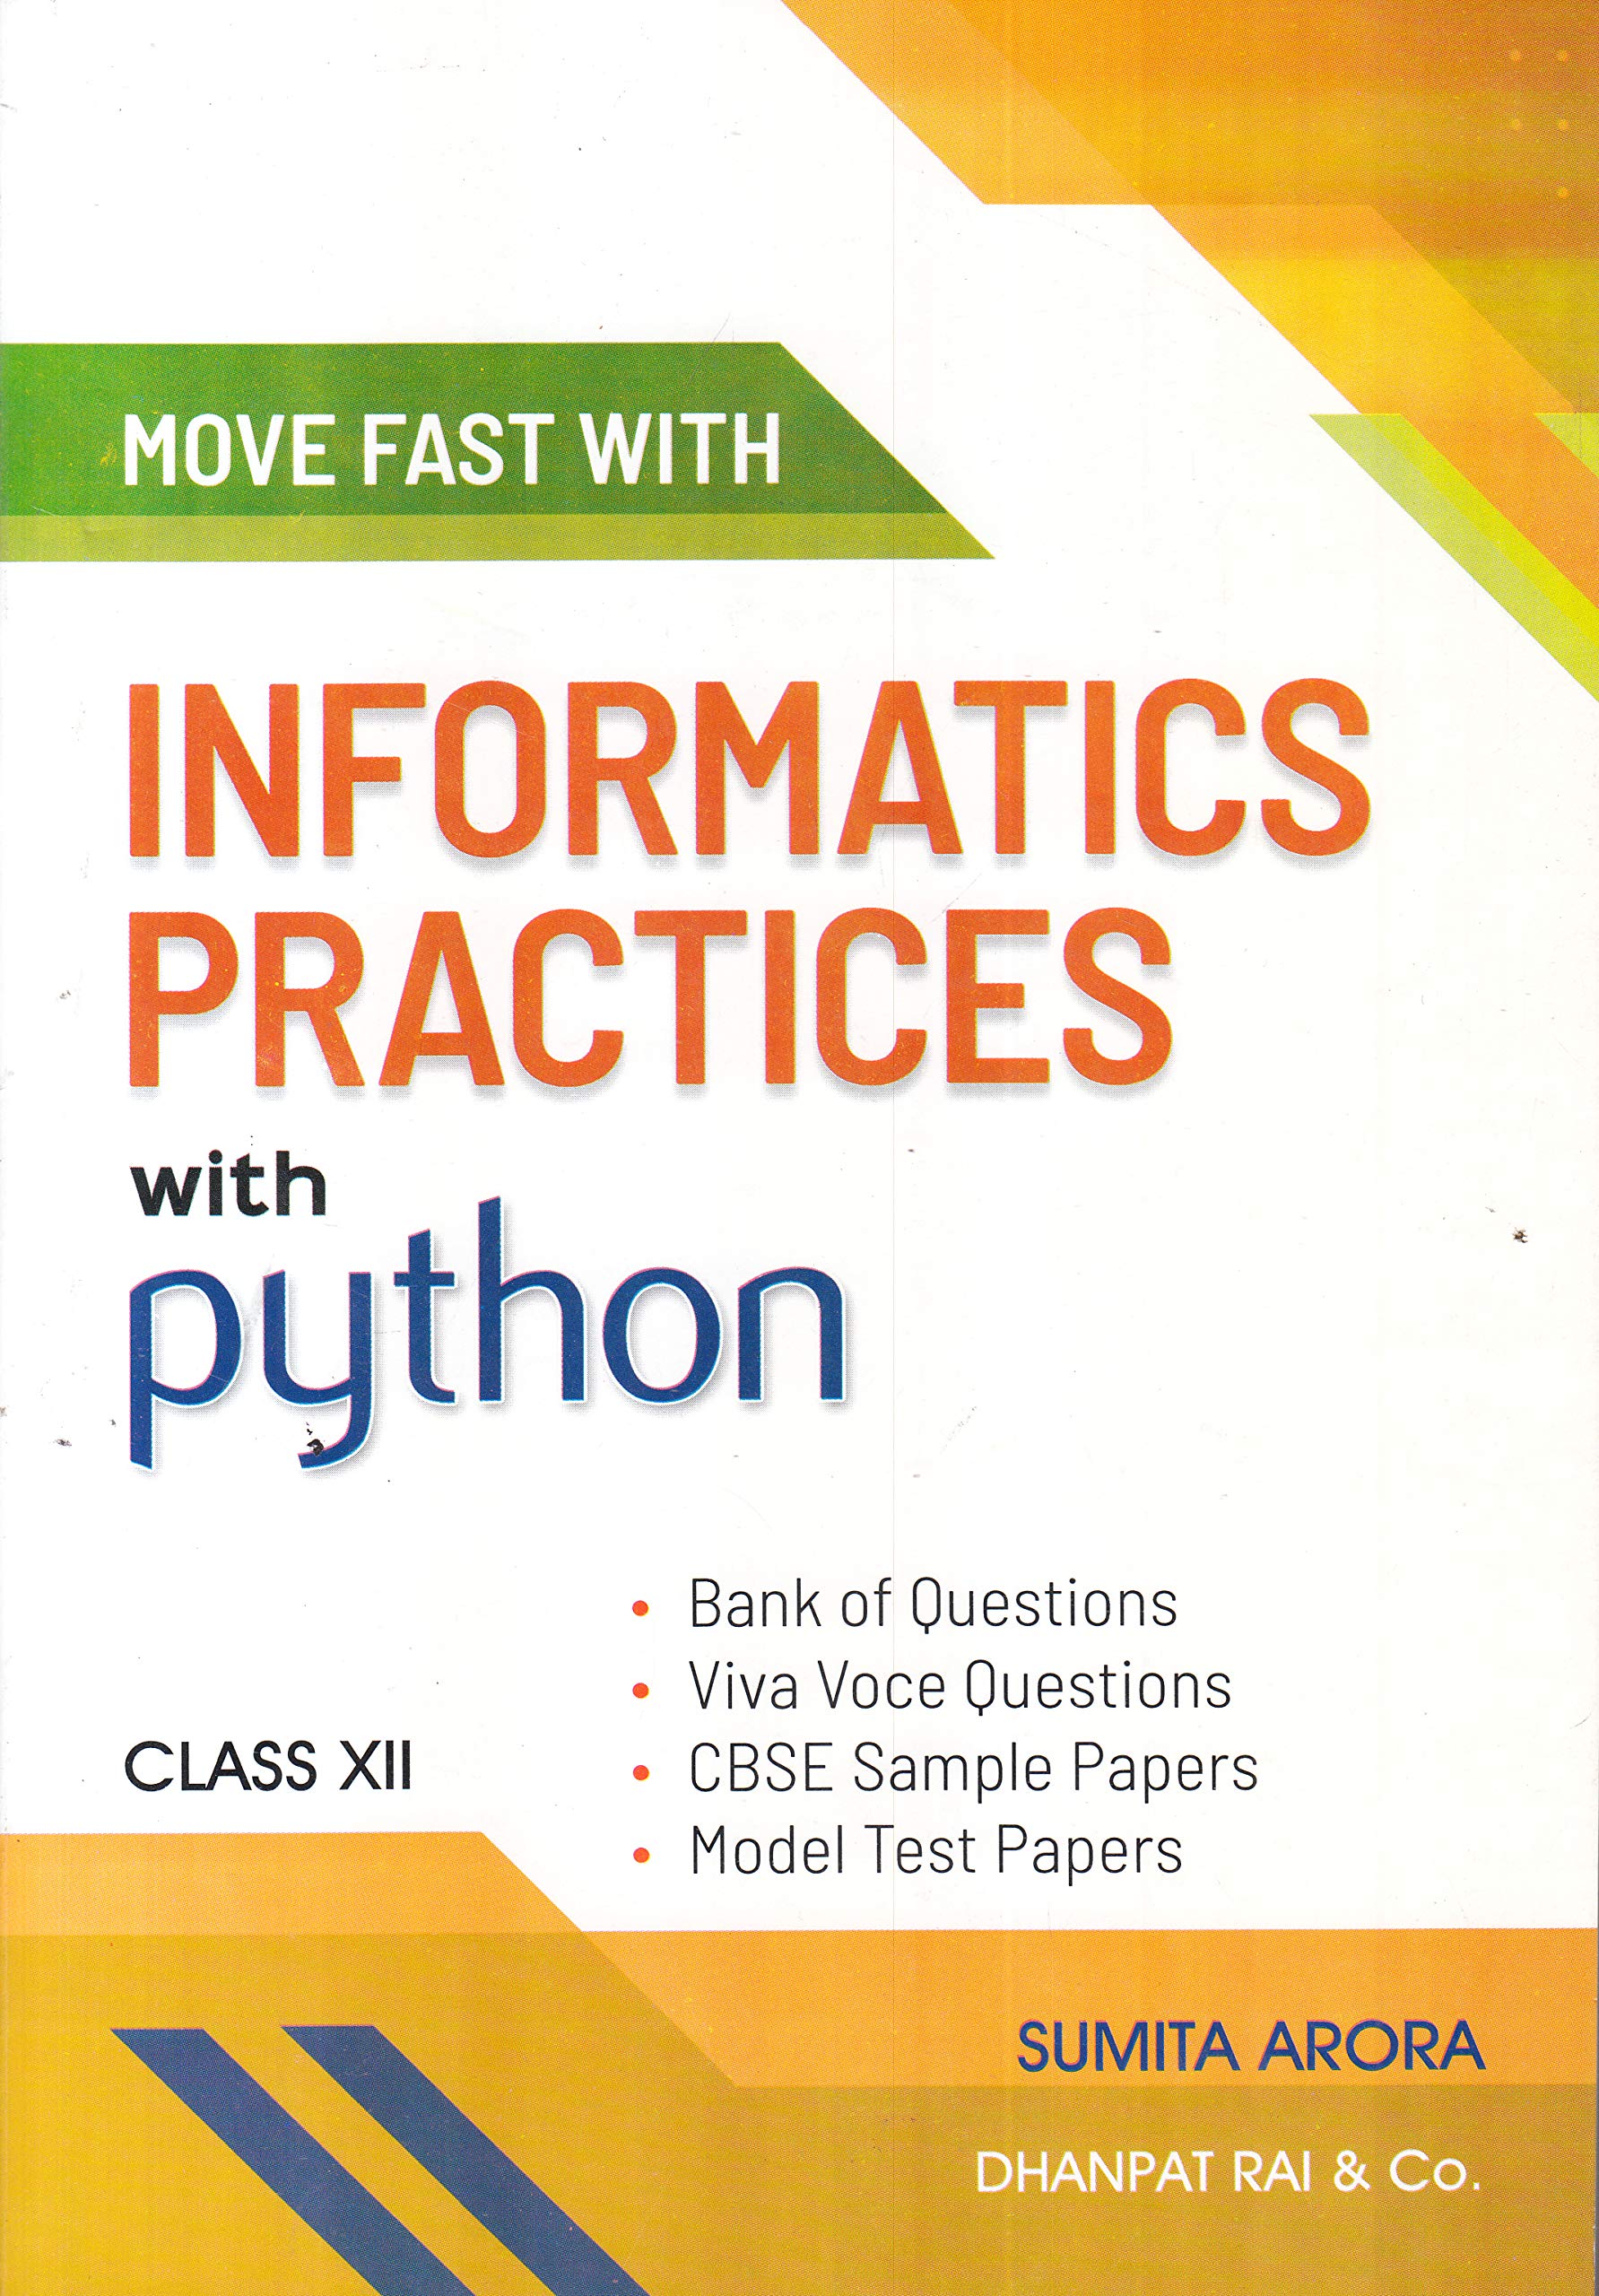 MOVE FAST WITH
INFORMATICS
PRACTICES
with
python
• Bank of Questions
• Viva Voce Questions
• CBSE Sample Papers
• Model Test Papers
CLASS XII
SUMITA ARORA
DHANPAT RAI & Co.